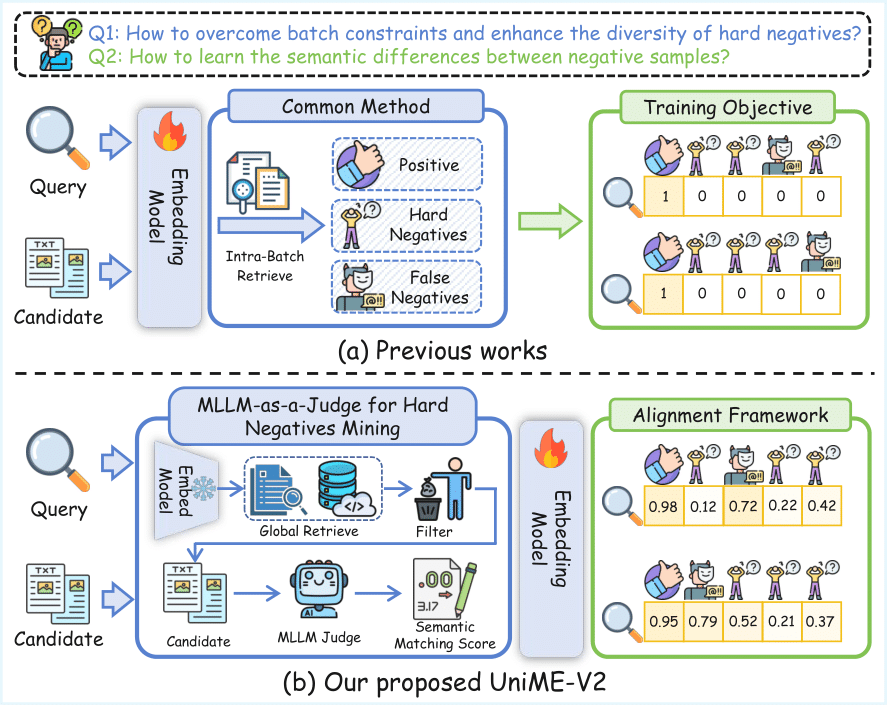 Q1: How to overcome batch constraints and enhance the diversity of hard negatives?
Q2: How to learn the semantic differences between negative samples?
Query
TXT
Candidate
Embedding
Model
Common Method
Intra-Batch
Retrieve
Positive
?
Hard
Negatives
@!!
False
Negatives
Training Objective
? ? @!! ?
1 0 0 0 0
? ? ? @!!
1 0 0 0 0
(a) Previous works
Query
TXT
Candidate
MLLM-as-a-Judge for Hard
Negatives Mining
Embed
Model
</>
Global Retrieve
Filter
TXT
Candidate
AI
MLLM Judge
.00
3.17
Semantic
Matching Score
Embedding
Model
Alignment Framework
? @!! ? ?
0.98 0.12 0.72 0.22 0.42
@!! ? ? ?
0.95 0.79 0.52 0.21 0.37
(b) Our proposed UniME-V2